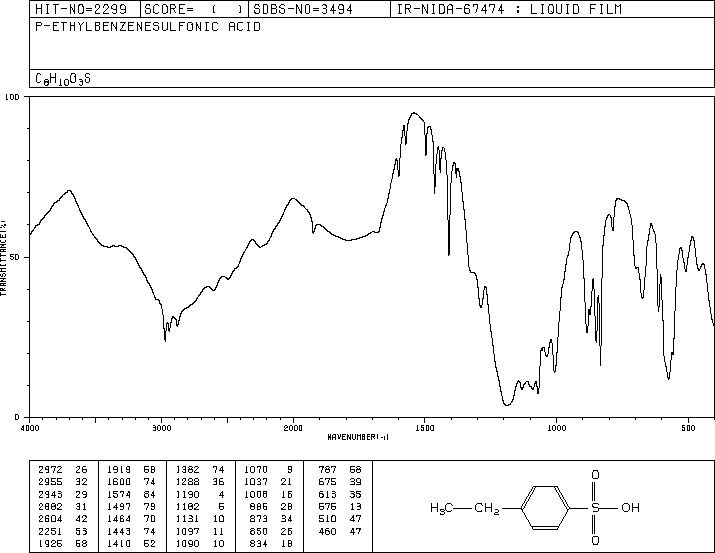 HIT-NO=2299 SCORE= ( ) SDBS-NO=3494 IR-NIDA-67474 : LIQUID FILM
P-ETHYLBENZENESULFONIC ACID
C8H10O3S
100
50
0
TRANSMITTANCE(%)
4000 3000 2000 1500 1000 500
WAVENUMBER(-1)
2972 26 1919 58 1382 74 1070 9 787 58
2955 32 1600 74 1288 36 1037 21 675 39
2943 29 1574 84 1190 4 1008 16 613 35
2882 31 1497 79 1182 5 886 28 576 13
2604 42 1464 70 1131 10 873 34 510 47
2251 53 1443 74 1097 11 850 25 460 47
1925 58 1410 52 1090 10 834 18
H3C CH2 S OH
O
O